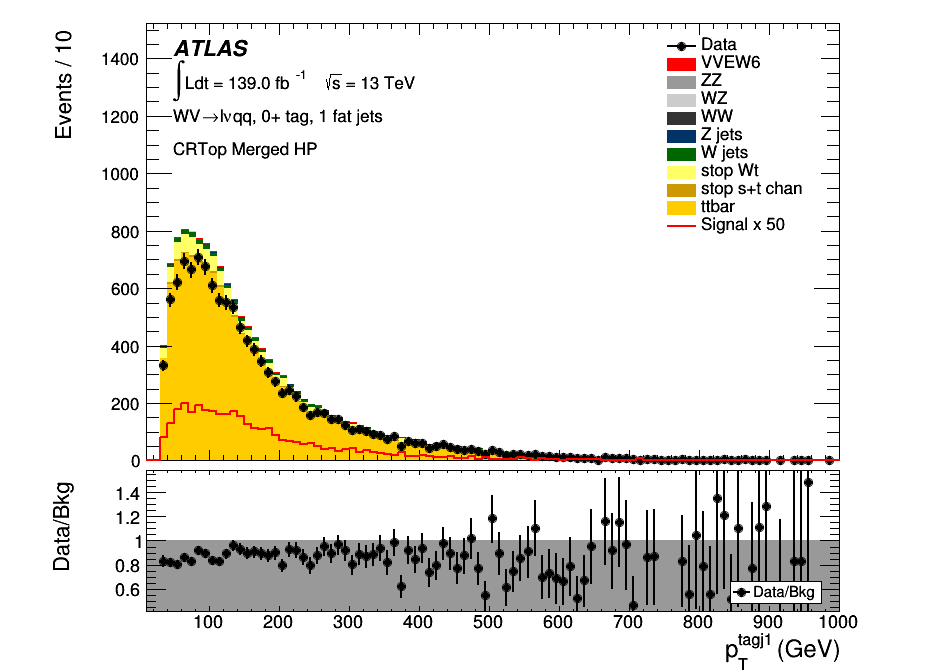 Events / 10
1400
1200
1000
800
600
400
200
0
ATLAS
∫Ldt = 139.0 fb⁻¹ √s = 13 TeV
WV→lνqq, 0+ tag, 1 fat jets
CRTop Merged HP
Data
VVEW6
ZZ
WZ
WW
Z jets
W jets
stop Wt
stop s+t chan
ttbar
Signal x 50
Data/Bkg
1.4
1.2
1
0.8
0.6
Data/Bkg
100 200 300 400 500 600 700 800 900 1000
p_T^tagj1 (GeV)